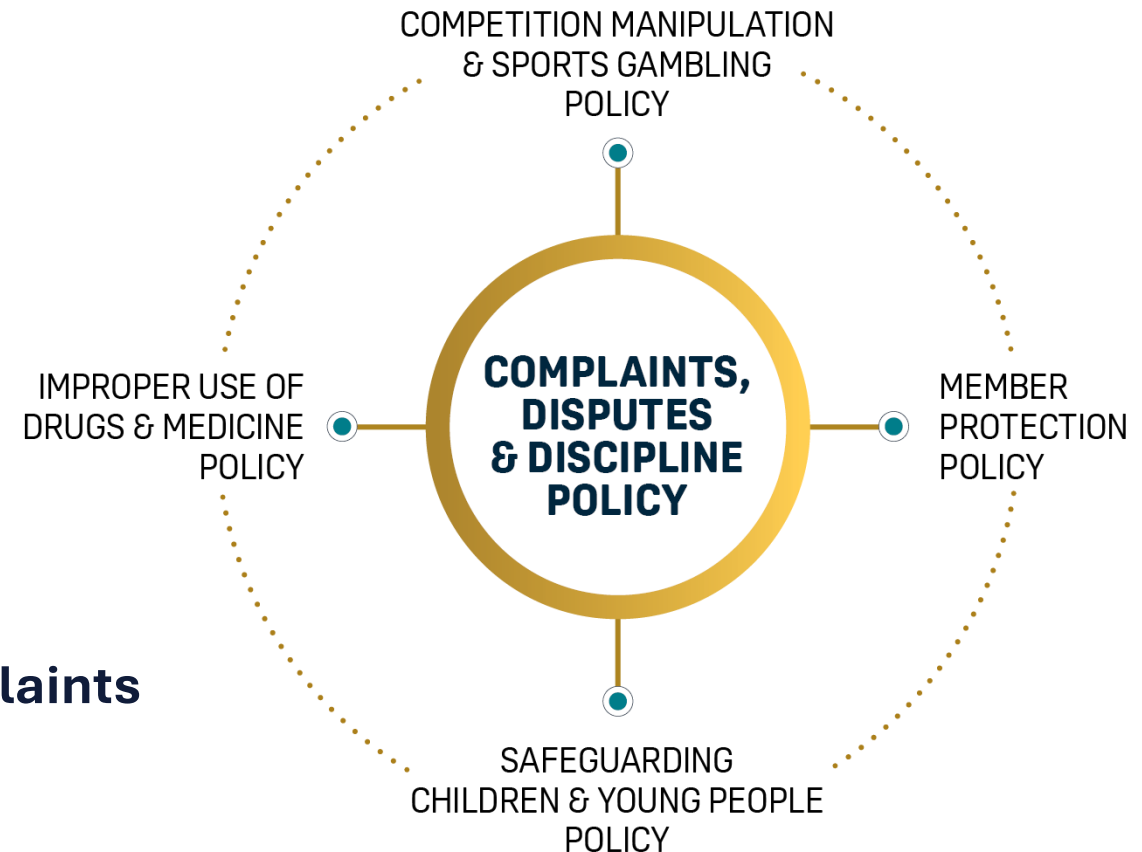 COMPETITION MANIPULATION
& SPORTS GAMBLING
POLICY
COMPLAINTS,
DISPUTES
& DISCIPLINE
POLICY
IMPROPER USE OF
DRUGS & MEDICINE
POLICY
MEMBER
PROTECTION
POLICY
laints
SAFEGUARDING
CHILDREN & YOUNG PEOPLE
POLICY